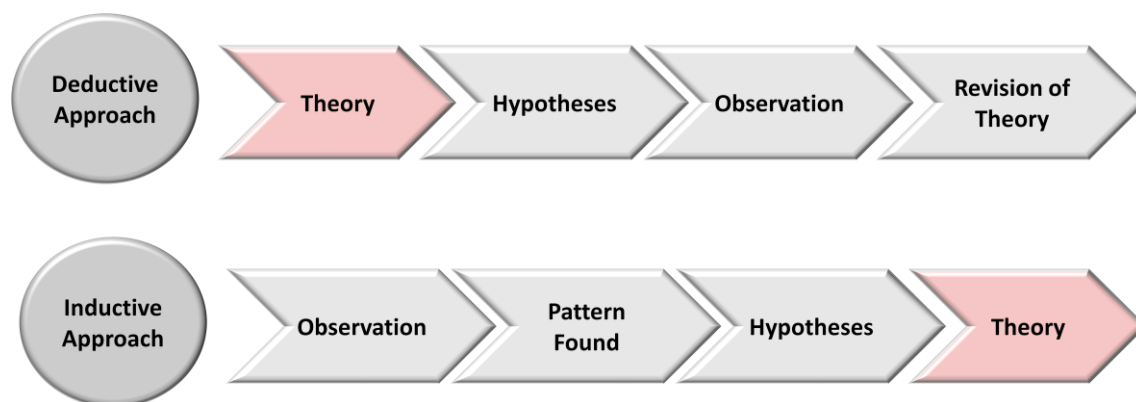 Deductive
Approach
Theory
Hypotheses
Observation
Revision of
Theory
Inductive
Approach
Observation
Pattern
Found
Hypotheses
Theory